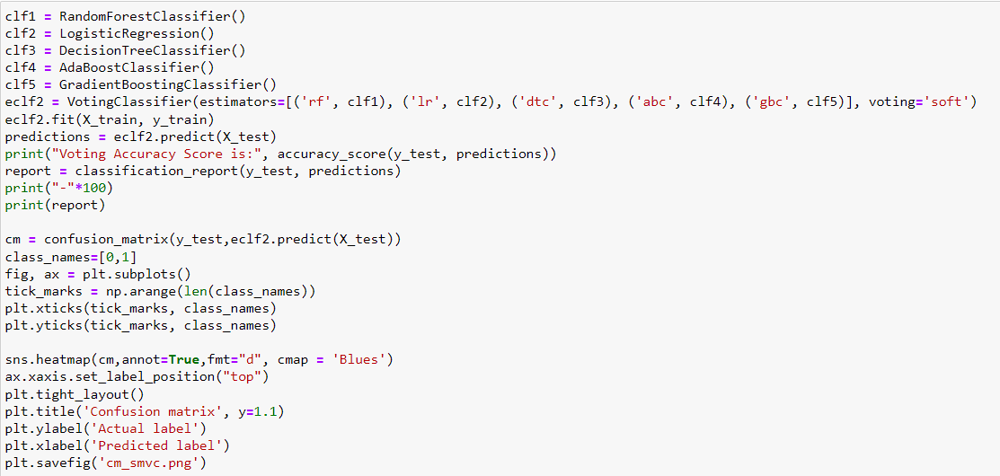 clf1 = RandomForestClassifier()
clf2 = LogisticRegression()
clf3 = DecisionTreeClassifier()
clf4 = AdaBoostClassifier()
clf5 = GradientBoostingClassifier()
eclf2 = VotingClassifier(estimators=[('rf', clf1), ('lr', clf2), ('dtc', clf3), ('abc', clf4), ('gbc', clf5)], voting='soft')
eclf2.fit(X_train, y_train)
predictions = eclf2.predict(X_test)
print("Voting Accuracy Score is:", accuracy_score(y_test, predictions))
report = classification_report(y_test, predictions)
print("-"*100)
print(report)

cm = confusion_matrix(y_test,eclf2.predict(X_test))
class_names=[0,1]
fig, ax = plt.subplots()
tick_marks = np.arange(len(class_names))
plt.xticks(tick_marks, class_names)
plt.yticks(tick_marks, class_names)

sns.heatmap(cm,annot=True,fmt="d", cmap = 'Blues')
ax.xaxis.set_label_position("top")
plt.tight_layout()
plt.title('Confusion matrix', y=1.1)
plt.ylabel('Actual label')
plt.xlabel('Predicted label')
plt.savefig('cm_smvc.png')